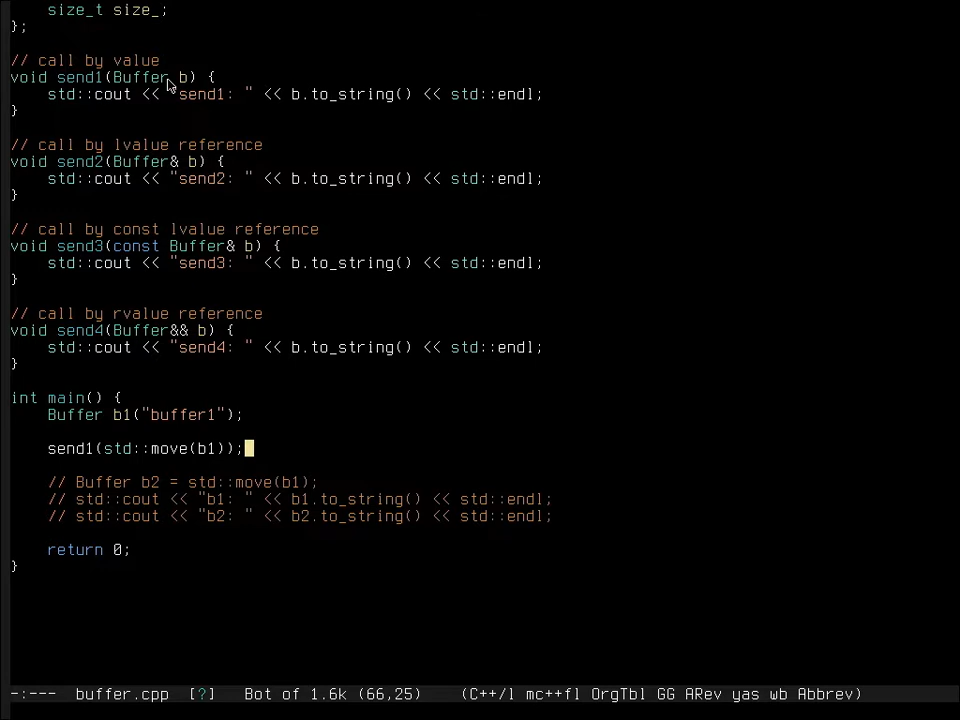 size_t size_;
};

// call by value
void send1(Buffer b) {
    std::cout << "send1: " << b.to_string() << std::endl;
}

// call by lvalue reference
void send2(Buffer& b) {
    std::cout << "send2: " << b.to_string() << std::endl;
}

// call by const lvalue reference
void send3(const Buffer& b) {
    std::cout << "send3: " << b.to_string() << std::endl;
}

// call by rvalue reference
void send4(Buffer&& b) {
    std::cout << "send4: " << b.to_string() << std::endl;
}

int main() {
    Buffer b1("buffer1");

    send1(std::move(b1));

    // Buffer b2 = std::move(b1);
    // std::cout << "b1: " << b1.to_string() << std::endl;
    // std::cout << "b2: " << b2.to_string() << std::endl;

    return 0;
}

-:---  buffer.cpp  [?]   Bot of 1.6k (66,25)    (C++/l mc++fl OrgTbl GG ARev yas wb Abbrev)